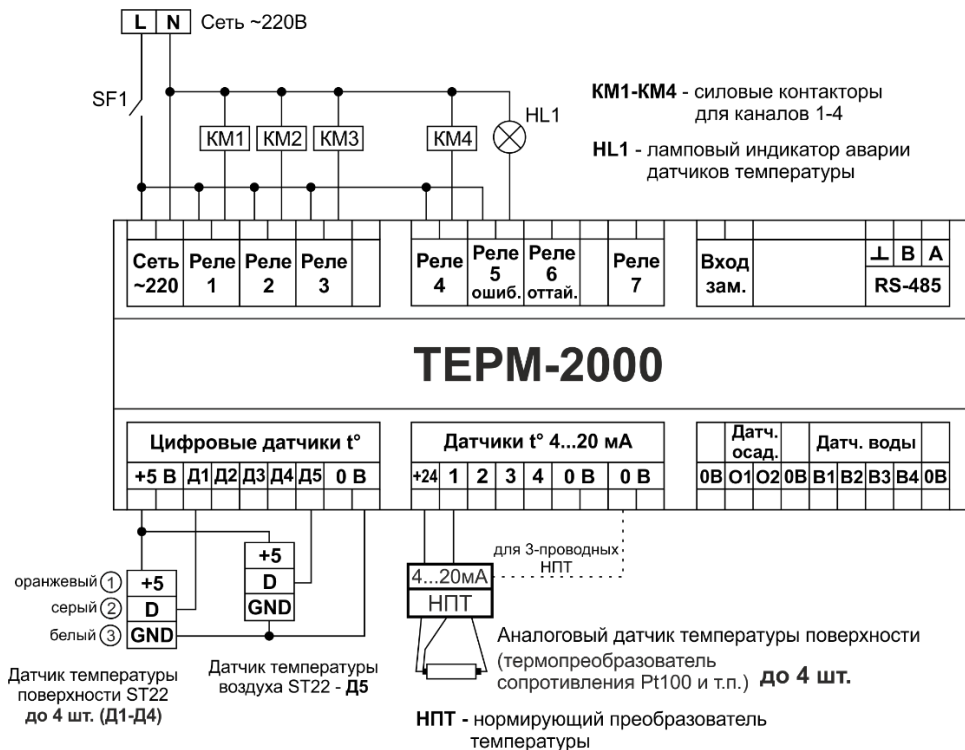 L N Сеть ~220В
SF1
КМ1 КМ2 КМ3 КМ4 HL1
КМ1-КМ4 - силовые контакторы
для каналов 1-4
HL1 - ламповый индикатор аварии
датчиков температуры
Сеть
~220
Реле
1
Реле
2
Реле
3
Реле
4
Реле
5
ошиб.
Реле
6
оттай.
Реле
7
Вход
зам.
⊥ B A
RS-485
ТЕРМ-2000
Цифровые датчики t°
+5 В Д1 Д2 Д3 Д4 Д5 0 В
Датчики t° 4...20 мА
+24 1 2 3 4 0 В 0 В
Датч.
осад.
Датч. воды
0В О1 О2 0В В1 В2 В3 В4 0В
оранжевый 1 +5
серый 2 D
белый 3 GND
+5
D
GND
для 3-проводных
НПТ
4...20мА
НПТ
Датчик температуры
поверхности ST22
до 4 шт. (Д1-Д4)
Датчик температуры
воздуха ST22 - Д5
Аналоговый датчик температуры поверхности
(термопреобразователь
сопротивления Pt100 и т.п.) до 4 шт.
НПТ - нормирующий преобразователь
температуры